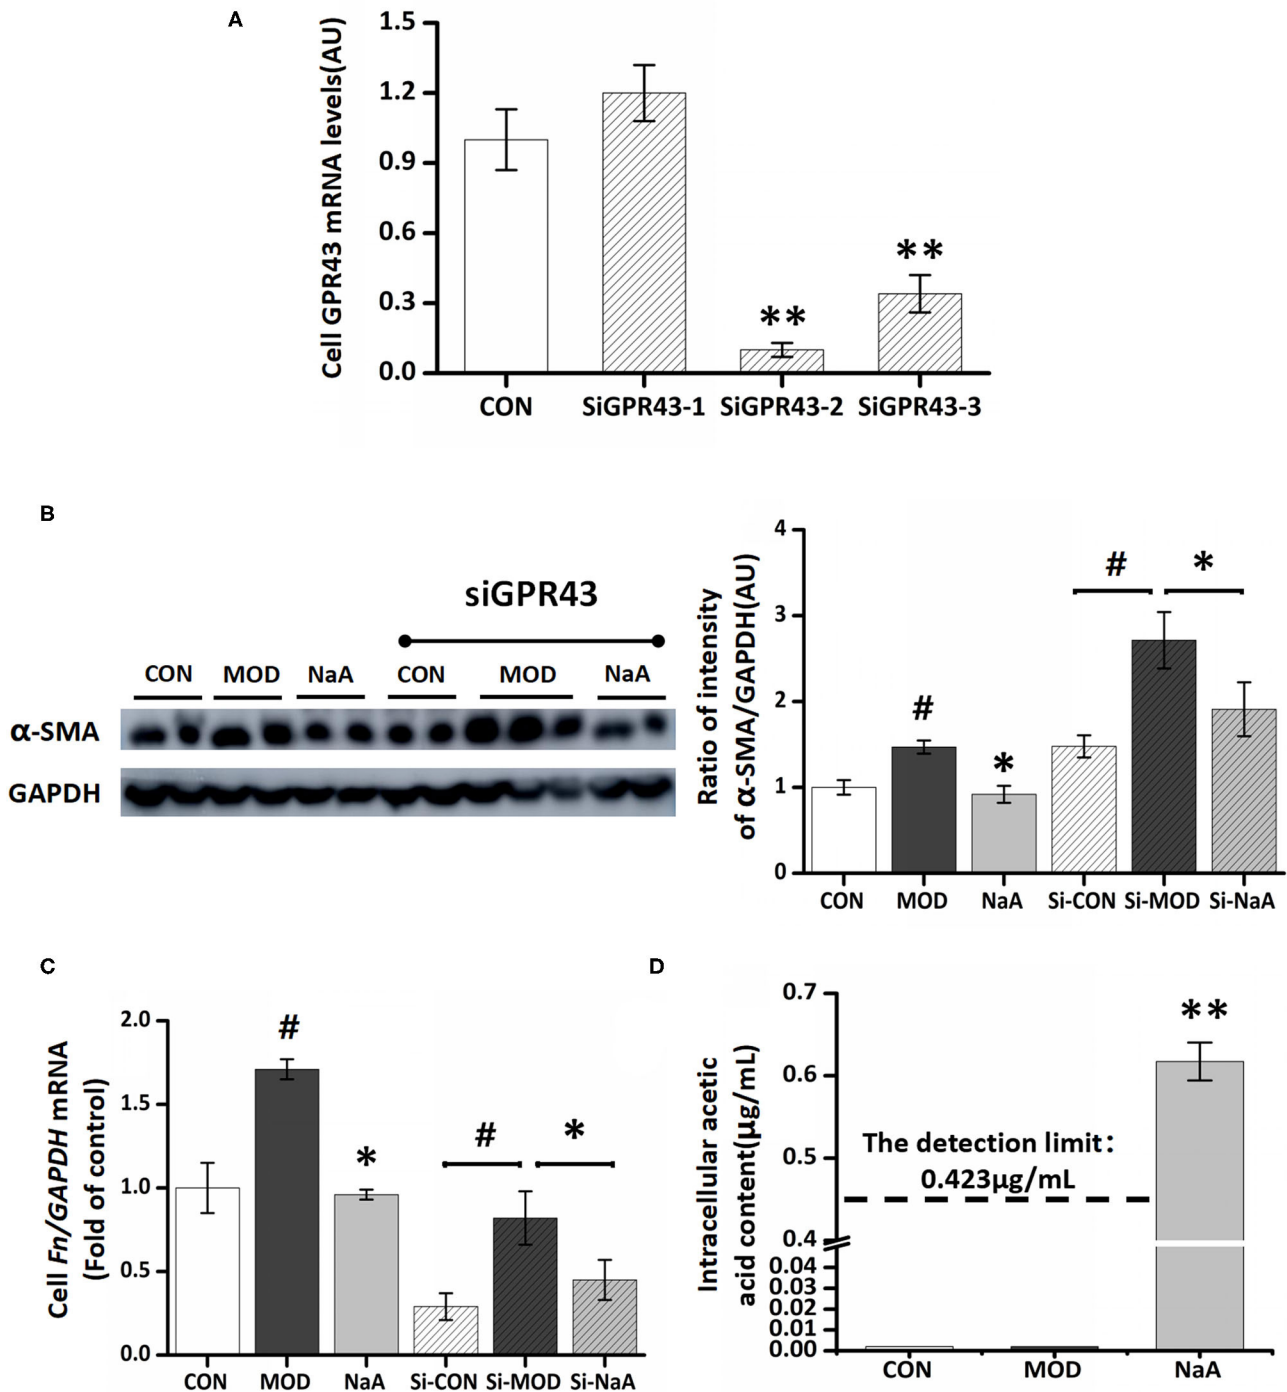 A
Cell GPR43 mRNA levels(AU)
1.5
1.2
0.9
0.6
0.3
0.0
**
**
CON SiGPR43-1 SiGPR43-2 SiGPR43-3
B
siGPR43
CON MOD NaA CON MOD NaA
α-SMA
GAPDH
Ratio of intensity
of α-SMA/GAPDH(AU)
4
3
2
1
0
# * # *
CON MOD NaA Si-CON Si-MOD Si-NaA
C
Cell Fn/GAPDH mRNA
(Fold of control)
2.0
1.5
1.0
0.5
0.0
# * # *
CON MOD NaA Si-CON Si-MOD Si-NaA
D
Intracellular acetic
acid content(μg/mL)
0.7
0.6
0.5
0.4
0.04
0.03
0.02
0.01
0.00
**
The detection limit:
0.423μg/mL
CON MOD NaA